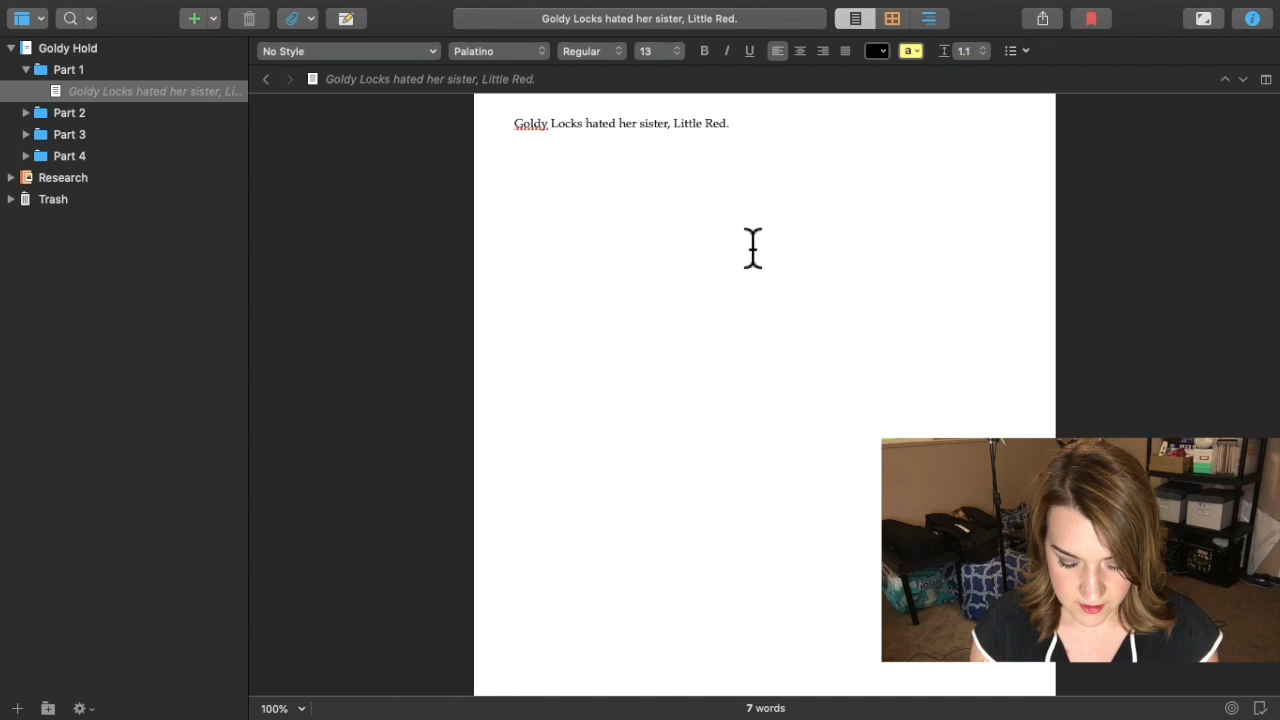 Goldy Locks hated her sister, Little Red.
Goldy Hold
No Style
Palatino
Regular
13
B
I
U
a
1.1
Part 1
Goldy Locks hated her sister, Little Red.
Goldy Locks hated her sister, Li...
Part 2
Goldy Locks hated her sister, Little Red.
Part 3
Part 4
Research
Trash
100%
7 words